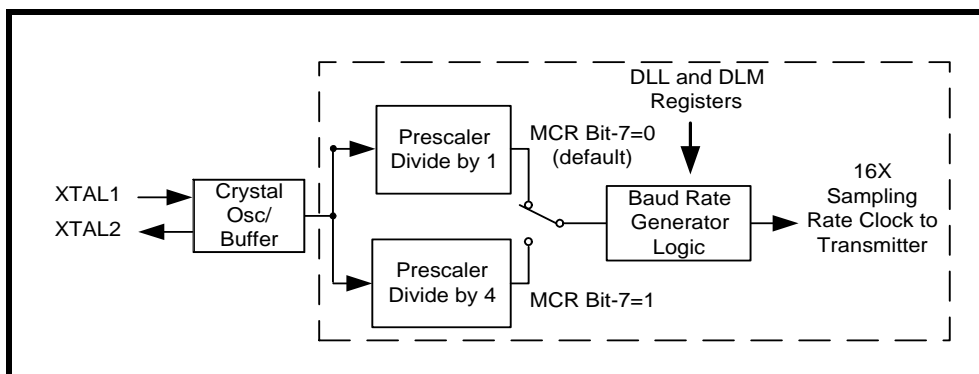 XTAL1
XTAL2
Crystal
Osc/
Buffer
Prescaler
Divide by 1
Prescaler
Divide by 4
MCR Bit-7=0
(default)
MCR Bit-7=1
DLL and DLM
Registers
Baud Rate
Generator
Logic
16X
Sampling
Rate Clock to
Transmitter